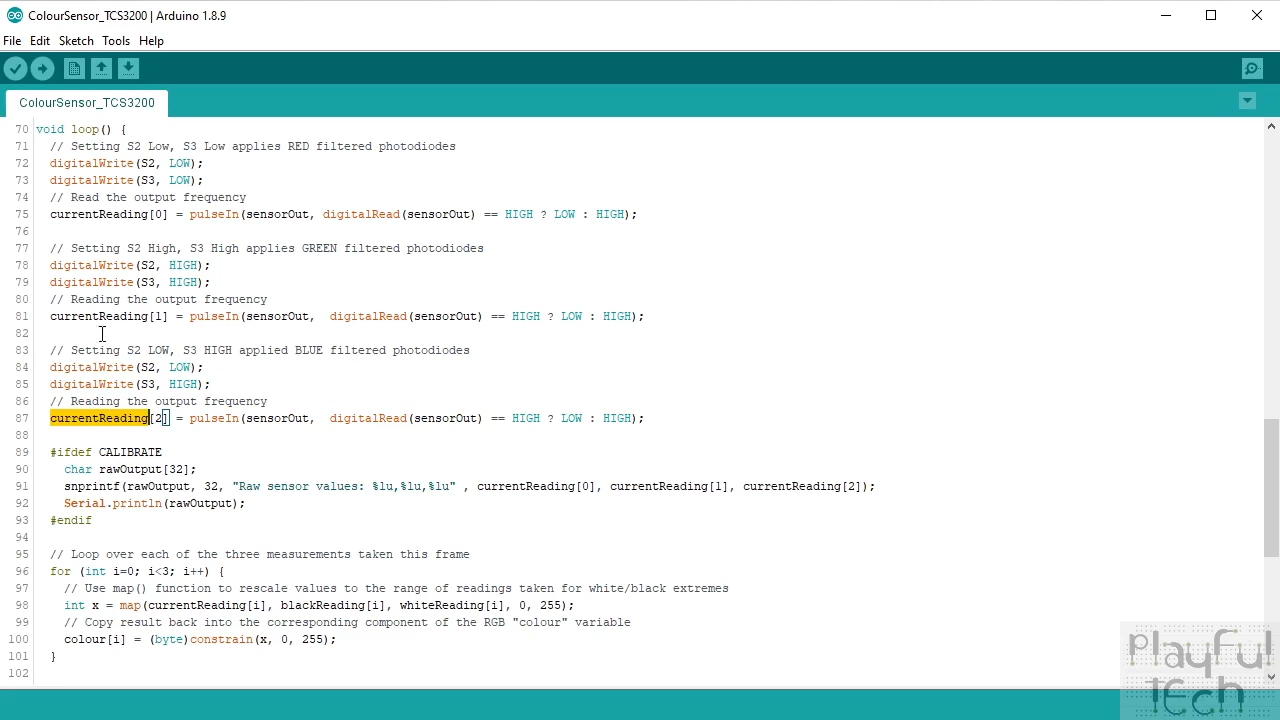 ColourSensor_TCS3200 | Arduino 1.8.9
File Edit Sketch Tools Help
ColourSensor_TCS3200
70 void loop() {
71 // Setting S2 Low, S3 Low applies RED filtered photodiodes
72 digitalWrite(S2, LOW);
73 digitalWrite(S3, LOW);
74 // Read the output frequency
75 currentReading[0] = pulseIn(sensorOut, digitalRead(sensorOut) == HIGH ? LOW : HIGH);
76
77 // Setting S2 High, S3 High applies GREEN filtered photodiodes
78 digitalWrite(S2, HIGH);
79 digitalWrite(S3, HIGH);
80 // Reading the output frequency
81 currentReading[1] = pulseIn(sensorOut,  digitalRead(sensorOut) == HIGH ? LOW : HIGH);
82
83 // Setting S2 LOW, S3 HIGH applied BLUE filtered photodiodes
84 digitalWrite(S2, LOW);
85 digitalWrite(S3, HIGH);
86 // Reading the output frequency
87 currentReading[2] = pulseIn(sensorOut,  digitalRead(sensorOut) == HIGH ? LOW : HIGH);
88
89 #ifdef CALIBRATE
90 char rawOutput[32];
91 snprintf(rawOutput, 32, "Raw sensor values: %lu,%lu,%lu" , currentReading[0], currentReading[1], currentReading[2]);
92 Serial.println(rawOutput);
93 #endif
94
95 // Loop over each of the three measurements taken this frame
96 for (int i=0; i<3; i++) {
97 // Use map() function to rescale values to the range of readings taken for white/black extremes
98 int x = map(currentReading[i], blackReading[i], whiteReading[i], 0, 255);
99 // Copy result back into the corresponding component of the RGB "colour" variable
100 colour[i] = (byte)constrain(x, 0, 255);
101 }
102
playful
tech